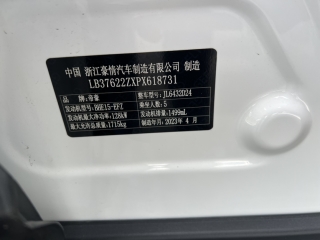 中国 浙江豪情汽车制造有限公司 制造
LB37622ZXPX618731
品牌：帝豪 整车型号：JL6432D24
发动机型号：BHE15-EFZ 乘坐人数：5
发动机最大净功率：128kW 发动机排量：1499mL
最大允许总质量：1715kg 制造年月：2023年4月